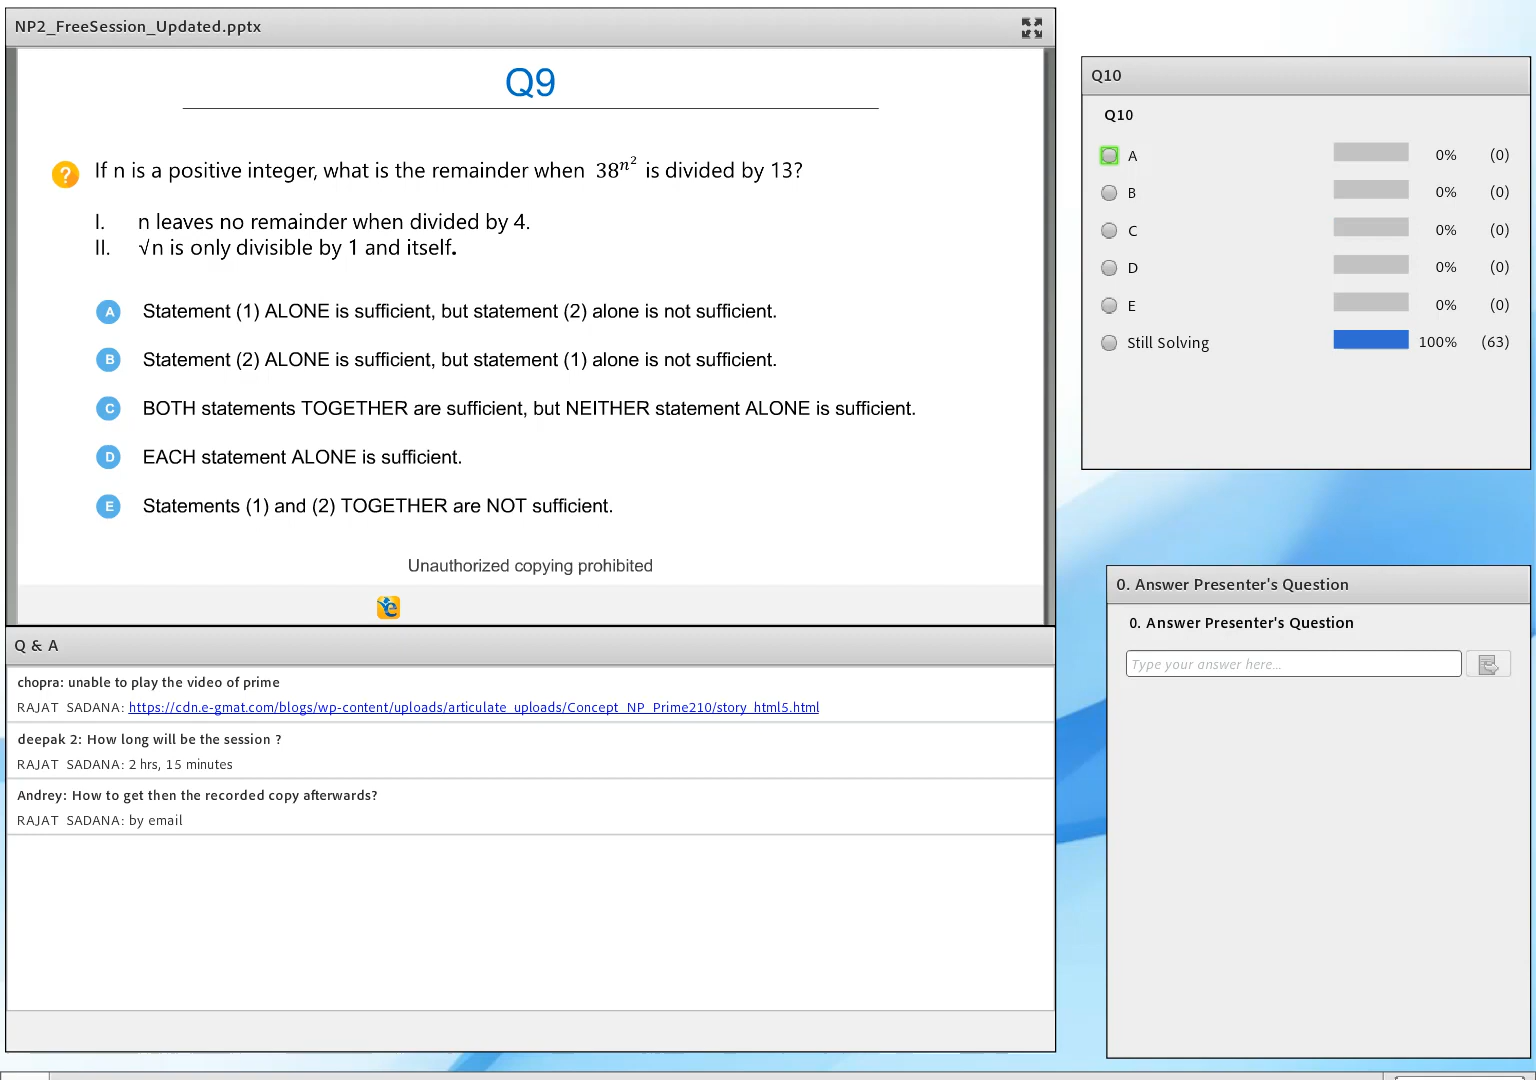 NP2_FreeSession_Updated.pptx
Q9
? If n is a positive integer, what is the remainder when 38^{n^2} is divided by 13?
I. n leaves no remainder when divided by 4.
II. √n is only divisible by 1 and itself.
A Statement (1) ALONE is sufficient, but statement (2) alone is not sufficient.
B Statement (2) ALONE is sufficient, but statement (1) alone is not sufficient.
C BOTH statements TOGETHER are sufficient, but NEITHER statement ALONE is sufficient.
D EACH statement ALONE is sufficient.
E Statements (1) and (2) TOGETHER are NOT sufficient.
Unauthorized copying prohibited
e
Q & A
chopra: unable to play the video of prime
RAJAT SADANA: https://cdn.e-gmat.com/blogs/wp-content/uploads/articulate_uploads/Concept_NP_Prime210/story_html5.html
deepak 2: How long will be the session ?
RAJAT SADANA: 2 hrs, 15 minutes
Andrey: How to get then the recorded copy afterwards?
RAJAT SADANA: by email
Q10
Q10
A 0% (0)
B 0% (0)
C 0% (0)
D 0% (0)
E 0% (0)
Still Solving 100% (63)
0. Answer Presenter's Question
0. Answer Presenter's Question
Type your answer here...